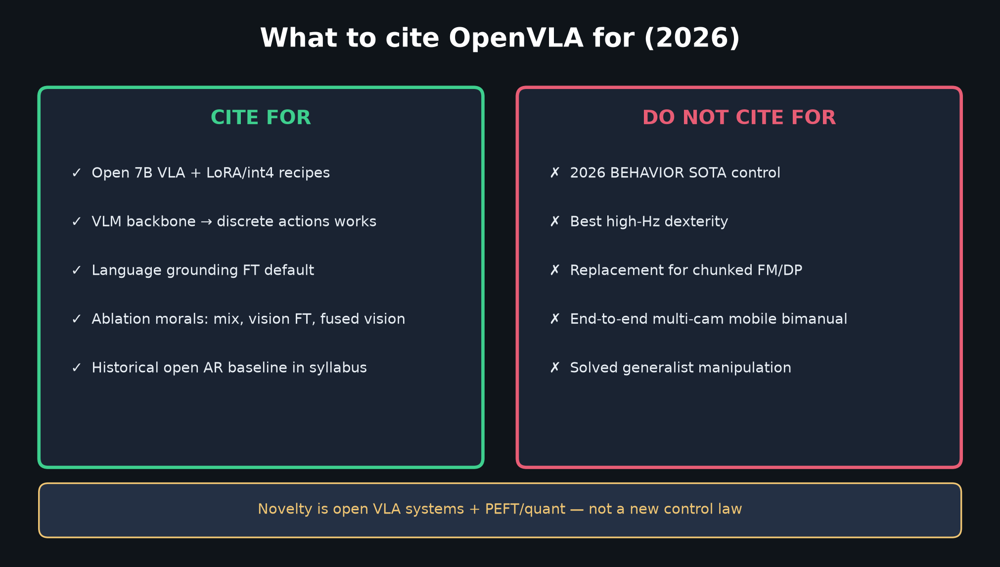 What to cite OpenVLA for (2026)
CITE FOR
✓ Open 7B VLA + LoRA/int4 recipes
✓ VLM backbone → discrete actions works
✓ Language grounding FT default
✓ Ablation morals: mix, vision FT, fused vision
✓ Historical open AR baseline in syllabus
DO NOT CITE FOR
✗ 2026 BEHAVIOR SOTA control
✗ Best high-Hz dexterity
✗ Replacement for chunked FM/DP
✗ End-to-end multi-cam mobile bimanual
✗ Solved generalist manipulation
Novelty is open VLA systems + PEFT/quant — not a new control law